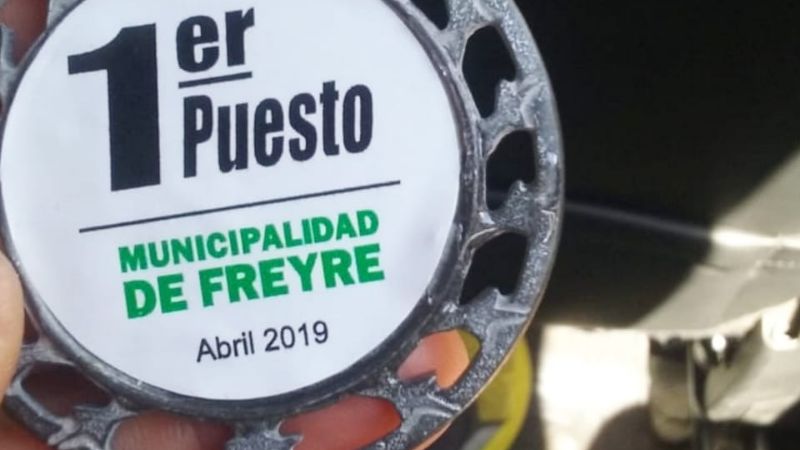 1er
Puesto
MUNICIPALIDAD
DE FREYRE
Abril 2019